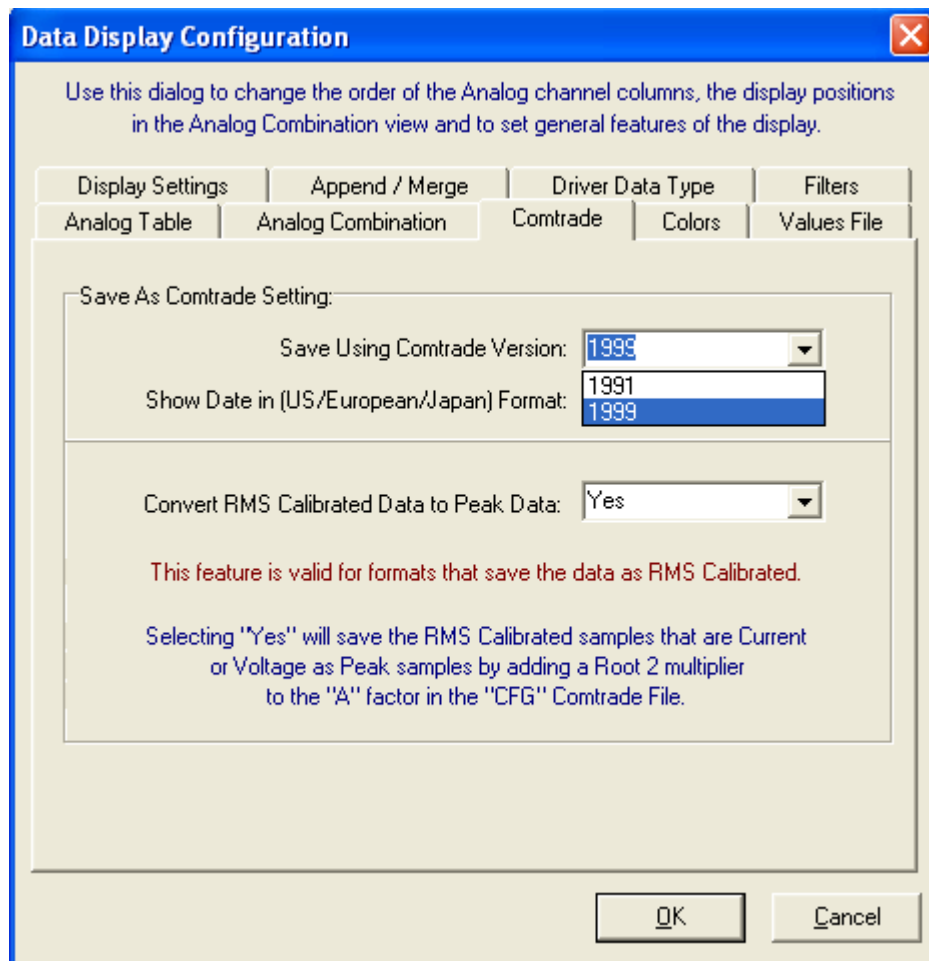 Data Display Configuration
Use this dialog to change the order of the Analog channel columns, the display positions
in the Analog Combination view and to set general features of the display.
Display Settings
Append / Merge
Driver Data Type
Filters
Analog Table
Analog Combination
Comtrade
Colors
Values File
Save As Comtrade Setting:
Save Using Comtrade Version: 1999
1991
Show Date in (US/European/Japan) Format: 1999
Convert RMS Calibrated Data to Peak Data: Yes
This feature is valid for formats that save the data as RMS Calibrated.
Selecting "Yes" will save the RMS Calibrated samples that are Current
or Voltage as Peak samples by adding a Root 2 multiplier
to the "A" factor in the "CFG" Comtrade File.
OK
Cancel